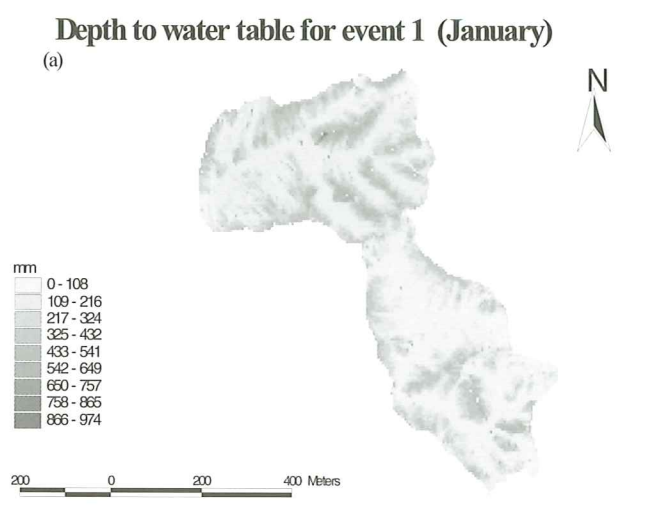 Depth to water table for event 1 (January)
(a)
N
mm
0 - 108
109 - 216
217 - 324
325 - 432
433 - 541
542 - 649
650 - 757
758 - 865
866 - 974
200 0 200 400 Meters